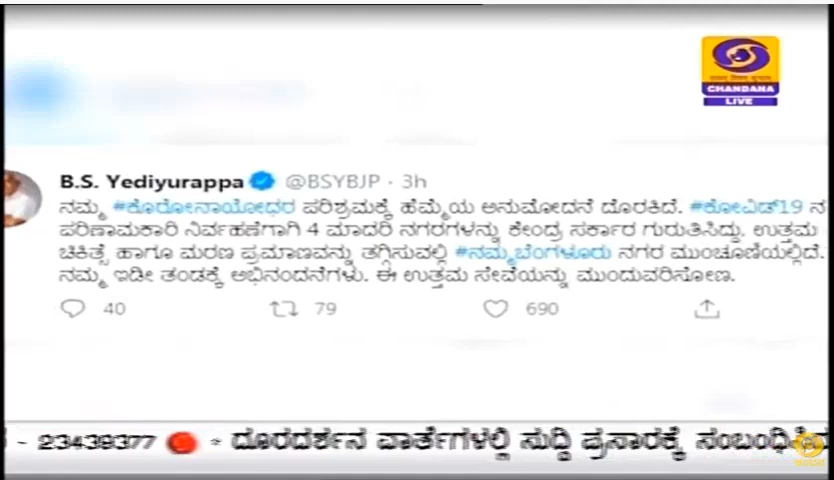 CHANDANA
LIVE
B.S. Yediyurappa @BSYBJP · 3h
ನಮ್ಮ #ಕೊರೋನಾಯೋಧರ ಪರಿಶ್ರಮಕ್ಕೆ ಹೆಮ್ಮೆಯ ಅನುಮೋದನೆ ದೊರಕಿದೆ. #ಕೋವಿಡ್19 ನ
ಪರಿಣಾಮಕಾರಿ ನಿರ್ವಹಣೆಗಾಗಿ 4 ಮಾದರಿ ನಗರಗಳನ್ನು ಕೇಂದ್ರ ಸರ್ಕಾರ ಗುರುತಿಸಿದ್ದು. ಉತ್ತಮ
ಚಿಕಿತ್ಸೆ ಹಾಗೂ ಮರಣ ಪ್ರಮಾಣವನ್ನು ತಗ್ಗಿಸುವಲ್ಲಿ #ನಮ್ಮಬೆಂಗಳೂರು ನಗರ ಮುಂಚೂಣಿಯಲ್ಲಿದೆ.
ನಮ್ಮ ಇಡೀ ತಂಡಕ್ಕೆ ಅಭಿನಂದನೆಗಳು. ಈ ಉತ್ತಮ ಸೇವೆಯನ್ನು ಮುಂದುವರಿಸೋಣ.
40 79 690
- 23439377 * ದೂರದರ್ಶನ ವಾರ್ತೆಗಳಲ್ಲಿ ಸುದ್ದಿ ಪ್ರಸಾರಕ್ಕೆ ಸಂಬಂಧಿಸಿದ